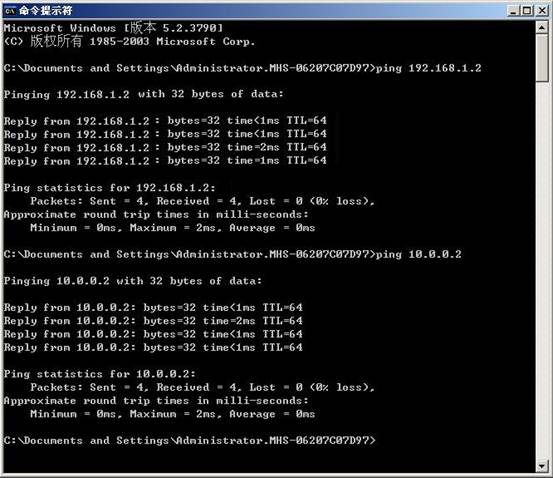 命令提示符
Microsoft Windows [版本 5.2.3790]
(C) 版权所有 1985-2003 Microsoft Corp.
C:\Documents and Settings\Administrator.MHS-06207C07D97>ping 192.168.1.2
Pinging 192.168.1.2 with 32 bytes of data:
Reply from 192.168.1.2 : bytes=32 time<1ms TTL=64
Reply from 192.168.1.2 : bytes=32 time<1ms TTL=64
Reply from 192.168.1.2 : bytes=32 time=2ms TTL=64
Reply from 192.168.1.2 : bytes=32 time=1ms TTL=64
Ping statistics for 192.168.1.2:
Packets: Sent = 4, Received = 4, Lost = 0 (0% loss),
Approximate round trip times in milli-seconds:
Minimum = 0ms, Maximum = 2ms, Average = 0ms
C:\Documents and Settings\Administrator.MHS-06207C07D97>ping 10.0.0.2
Pinging 10.0.0.2 with 32 bytes of data:
Reply from 10.0.0.2: bytes=32 time<1ms TTL=64
Reply from 10.0.0.2: bytes=32 time=2ms TTL=64
Reply from 10.0.0.2: bytes=32 time<1ms TTL=64
Reply from 10.0.0.2: bytes=32 time<1ms TTL=64
Ping statistics for 10.0.0.2:
Packets: Sent = 4, Received = 4, Lost = 0 (0% loss),
Approximate round trip times in milli-seconds:
Minimum = 0ms, Maximum = 2ms, Average = 0ms
C:\Documents and Settings\Administrator.MHS-06207C07D97>